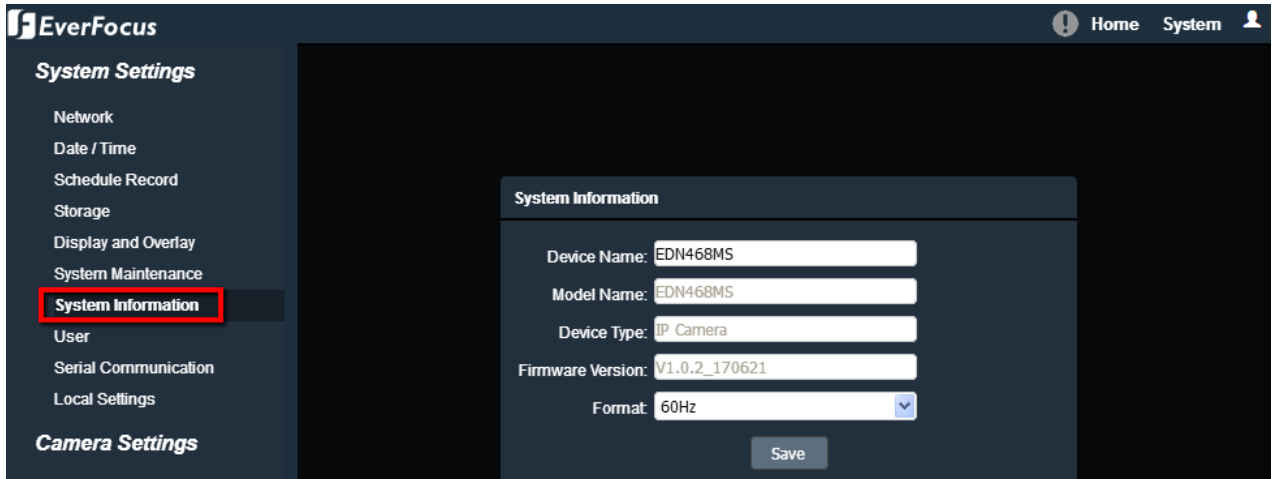 EverFocus
Home System
System Settings
Network
Date / Time
Schedule Record
Storage
Display and Overlay
System Maintenance
System Information
User
Serial Communication
Local Settings
Camera Settings
System Information
Device Name: EDN468MS
Model Name: EDN468MS
Device Type: IP Camera
Firmware Version: V1.0.2_170621
Format: 60Hz
Save